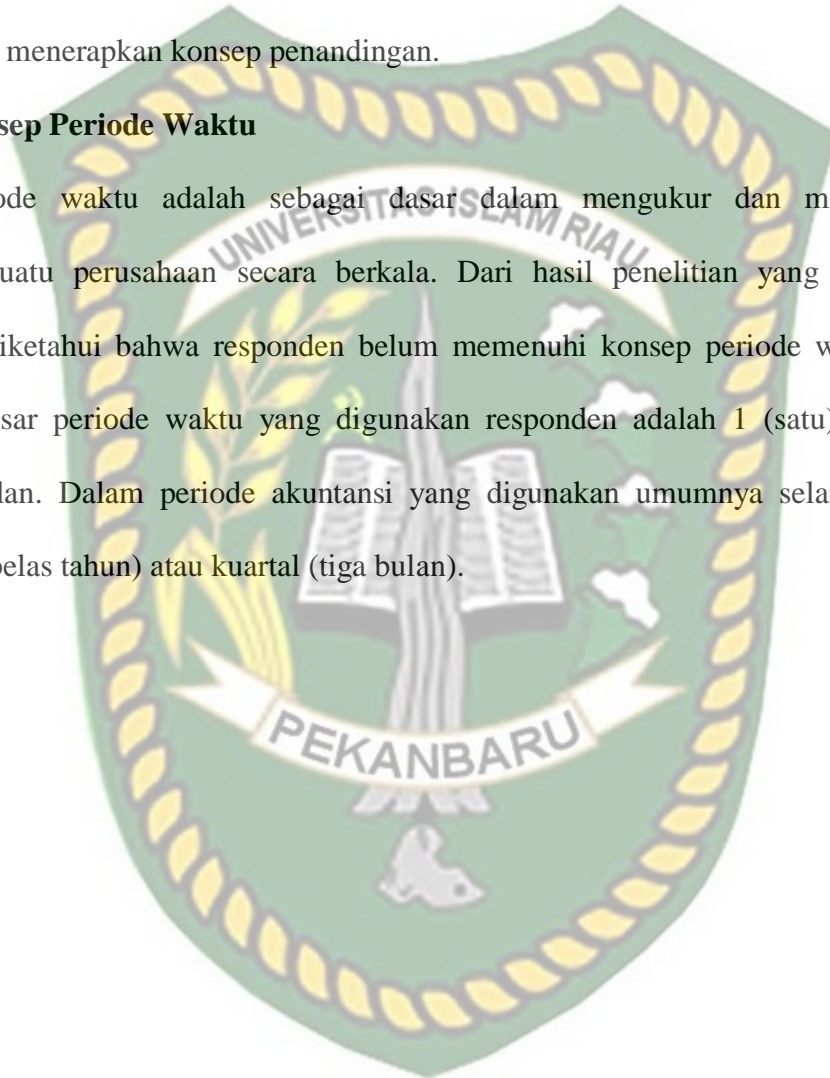 menerapkan konsep penandingan.
sep Periode Waktu
ode waktu adalah sebagai dasar dalam mengukur dan m
uatu perusahaan secara berkala. Dari hasil penelitian yang
iketahui bahwa responden belum memenuhi konsep periode w
sar periode waktu yang digunakan responden adalah 1 (satu)
lan. Dalam periode akuntansi yang digunakan umumnya sela
elas tahun) atau kuartal (tiga bulan).
UNIVERSITAS ISLAM RIAU
PEKANBARU